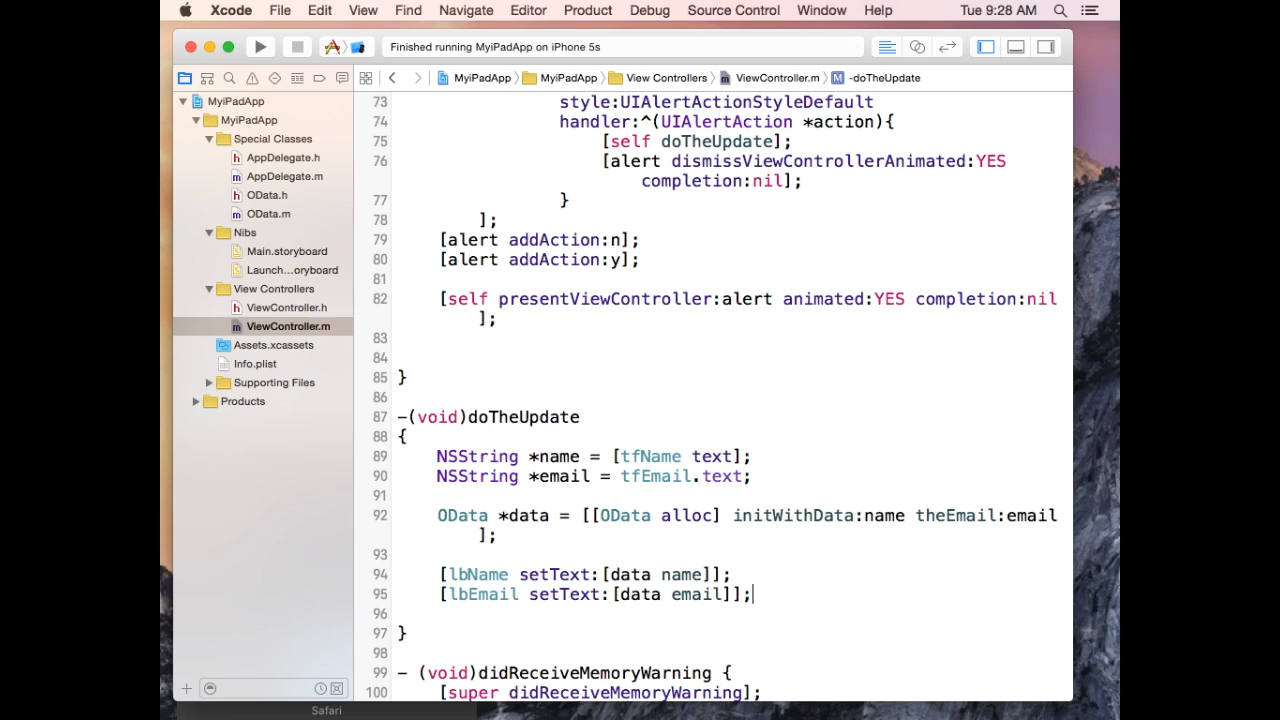 Xcode File Edit View Find Navigate Editor Product Debug Source Control Window Help Tue 9:28 AM
Finished running MyiPadApp on iPhone 5s
MyiPadApp MyiPadApp View Controllers ViewController.m M -doTheUpdate
MyiPadApp
MyiPadApp
Special Classes
h AppDelegate.h
m AppDelegate.m
h OData.h
m OData.m
Nibs
Main.storyboard
Launch...oryboard
View Controllers
h ViewController.h
m ViewController.m
Assets.xcassets
Info.plist
Supporting Files
Products
73 style:UIAlertActionStyleDefault
74 handler:^(UIAlertAction *action){
75 [self doTheUpdate];
76 [alert dismissViewControllerAnimated:YES
completion:nil];
77 }
78 ];
79 [alert addAction:n];
80 [alert addAction:y];
81
82 [self presentViewController:alert animated:YES completion:nil
];
83
84
85 }
86
87 -(void)doTheUpdate
88 {
89 NSString *name = [tfName text];
90 NSString *email = tfEmail.text;
91
92 OData *data = [[OData alloc] initWithData:name theEmail:email
];
93
94 [lbName setText:[data name]];
95 [lbEmail setText:[data email]];
96
97 }
98
99 - (void)didReceiveMemoryWarning {
100 [super didReceiveMemoryWarning];
Safari